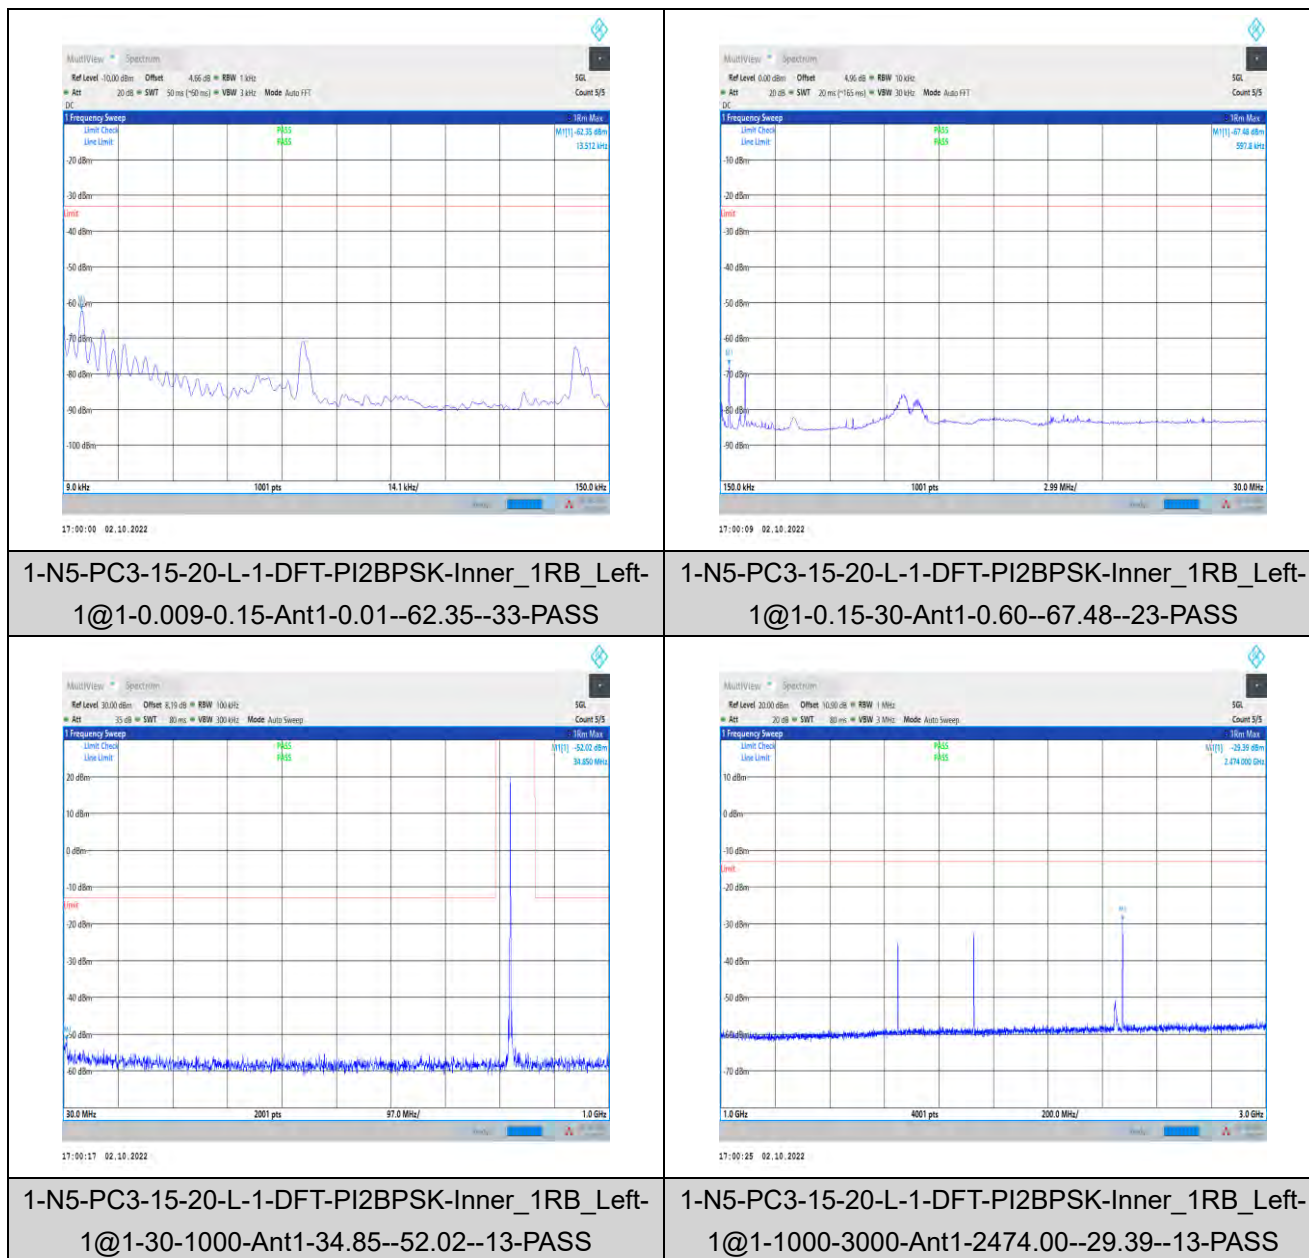 MultiView Spectrum
Ref Level -10.00 dBm Offset 4.66 dB RBW 1 kHz SGL
Att 20 dB SWT 50 ms (~60 ms) VBW 3 kHz Mode Auto FFT Count 5/5
DC
1 Frequency Sweep 1Rm Max
Limit Check PASS M1[1] -62.35 dBm
Line Limit PASS 13.512 kHz
-20 dBm
-30 dBm
Limit
-40 dBm
-50 dBm
-60 dBm
-70 dBm
-80 dBm
-90 dBm
-100 dBm
9.0 kHz 1001 pts 14.1 kHz/ 150.0 kHz
17:00:00 02.10.2022
1-N5-PC3-15-20-L-1-DFT-PI2BPSK-Inner_1RB_Left-
1@1-0.009-0.15-Ant1-0.01--62.35--33-PASS
MultiView Spectrum
Ref Level 0.00 dBm Offset 4.96 dB RBW 10 kHz SGL
Att 20 dB SWT 20 ms (~165 ms) VBW 30 kHz Mode Auto FFT Count 5/5
DC
1 Frequency Sweep 1Rm Max
Limit Check PASS M1[1] -67.48 dBm
Line Limit PASS 597.8 kHz
-10 dBm
-20 dBm
Limit
-30 dBm
-40 dBm
-50 dBm
-60 dBm
M1
-70 dBm
-80 dBm
-90 dBm
150.0 kHz 1001 pts 2.99 MHz/ 30.0 MHz
17:00:09 02.10.2022
1-N5-PC3-15-20-L-1-DFT-PI2BPSK-Inner_1RB_Left-
1@1-0.15-30-Ant1-0.60--67.48--23-PASS
MultiView Spectrum
Ref Level 30.00 dBm Offset 8.19 dB RBW 100 kHz SGL
Att 35 dB SWT 80 ms VBW 300 kHz Mode Auto Sweep Count 5/5
1 Frequency Sweep 1Rm Max
Limit Check PASS M1[1] -52.02 dBm
Line Limit PASS 34.850 MHz
20 dBm
10 dBm
0 dBm
-10 dBm
Limit
-20 dBm
-30 dBm
-40 dBm
-50 dBm
-60 dBm
30.0 MHz 2001 pts 97.0 MHz/ 1.0 GHz
17:00:17 02.10.2022
1-N5-PC3-15-20-L-1-DFT-PI2BPSK-Inner_1RB_Left-
1@1-30-1000-Ant1-34.85--52.02--13-PASS
MultiView Spectrum
Ref Level 20.00 dBm Offset 10.90 dB RBW 1 MHz SGL
Att 20 dB SWT 80 ms VBW 3 MHz Mode Auto Sweep Count 5/5
1 Frequency Sweep 1Rm Max
Limit Check PASS M1[1] -29.39 dBm
Line Limit PASS 2.474 000 GHz
10 dBm
0 dBm
-10 dBm
Limit
-20 dBm
M1
-30 dBm
-40 dBm
-50 dBm
-60 dBm
-70 dBm
1.0 GHz 4001 pts 200.0 MHz/ 3.0 GHz
17:00:25 02.10.2022
1-N5-PC3-15-20-L-1-DFT-PI2BPSK-Inner_1RB_Left-
1@1-1000-3000-Ant1-2474.00--29.39--13-PASS